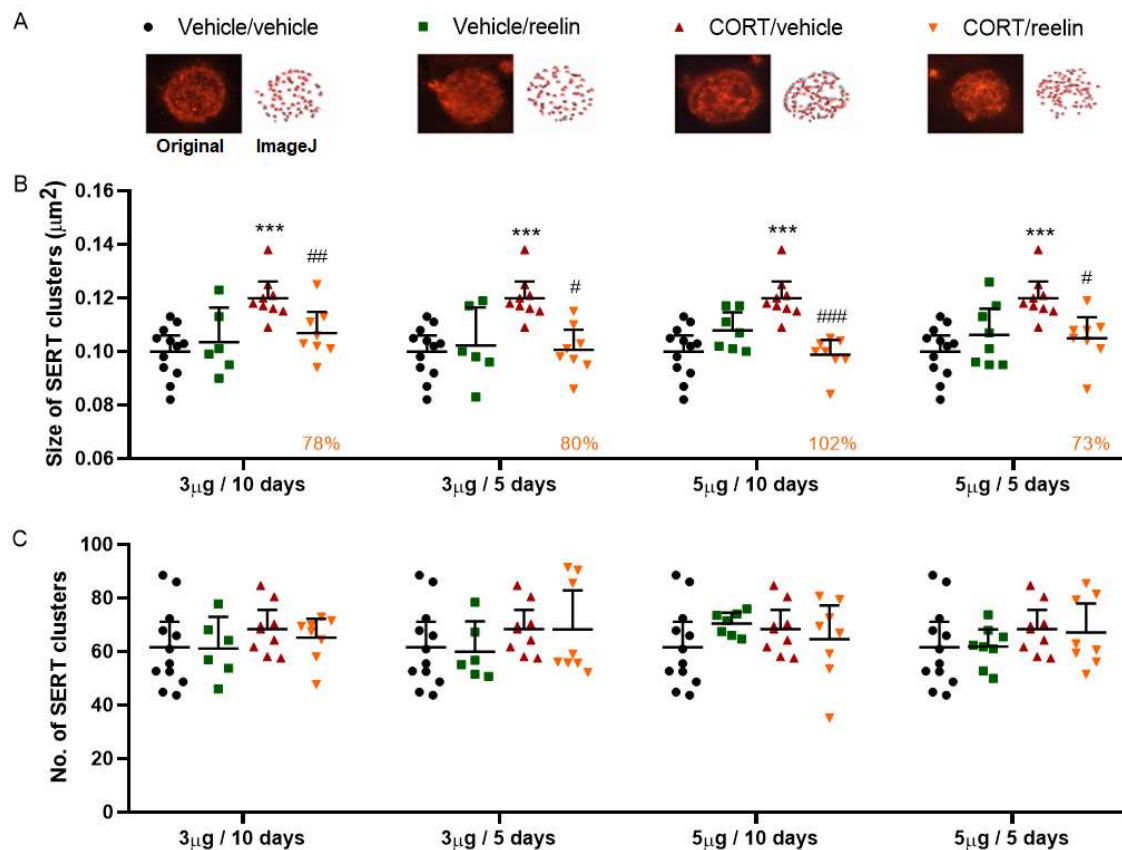 A
Vehicle/vehicle
Vehicle/reelin
CORT/vehicle
CORT/reelin
Original
ImageJ
B
Size of SERT clusters (μm²)
0.16
0.14
0.12
0.10
0.08
0.06
***
##
***
#
***
###
***
#
78%
80%
102%
73%
3μg / 10 days
3μg / 5 days
5μg / 10 days
5μg / 5 days
C
No. of SERT clusters
100
80
60
40
20
0
3μg / 10 days
3μg / 5 days
5μg / 10 days
5μg / 5 days